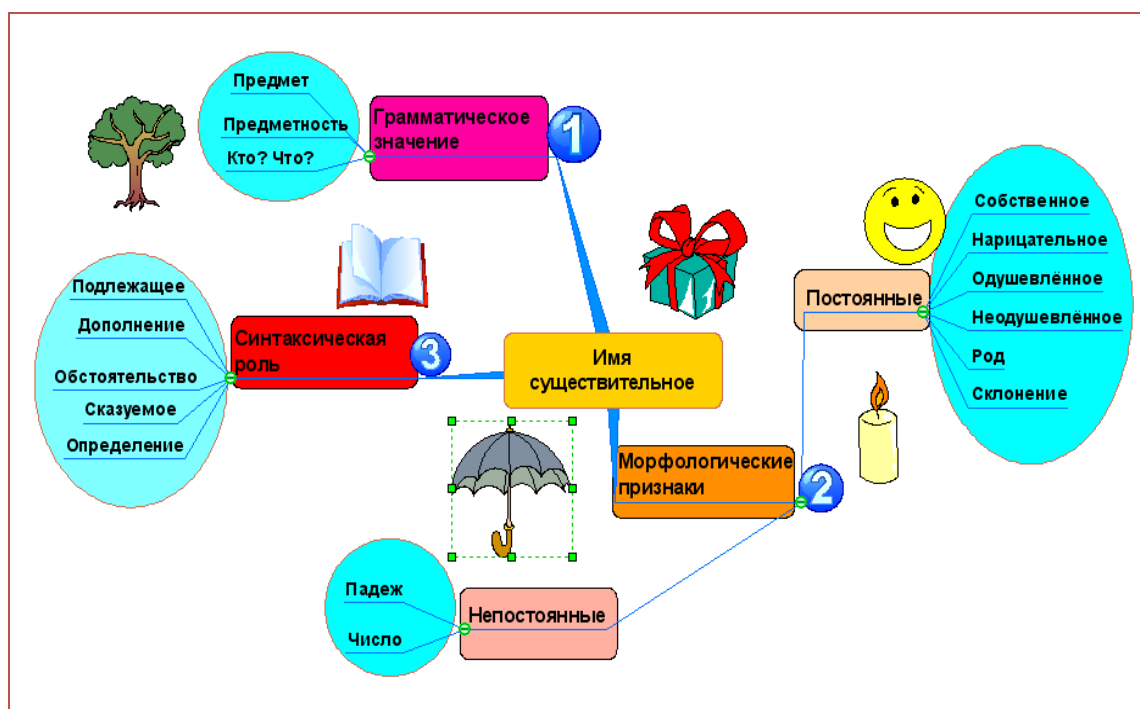 Предмет
Предметность
Кто? Что?
Грамматическое
значение
1
Собственное
Нарицательное
Одушевлённое
Неодушевлённое
Род
Склонение
Постоянные
Подлежащее
Дополнение
Обстоятельство
Сказуемое
Определение
Синтаксическая
роль
3
Имя
существительное
Морфологические
признаки
2
Падеж
Число
Непостоянные